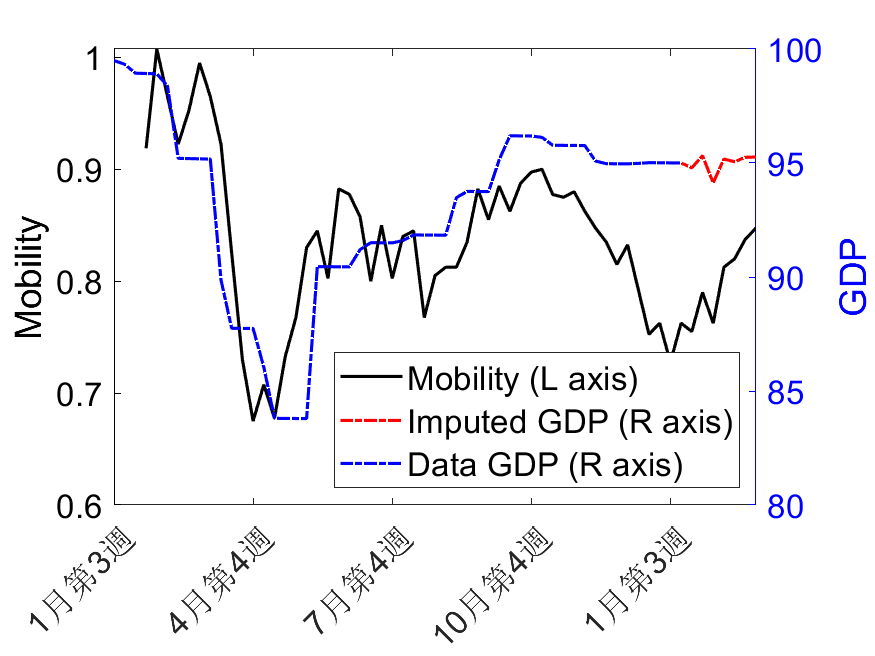 Mobility
1
0.9
0.8
0.7
0.6
100
95
90
85
80
GDP
Mobility (L axis)
Imputed GDP (R axis)
Data GDP (R axis)
1月第3週
4月第4週
7月第4週
10月第4週
1月第3週